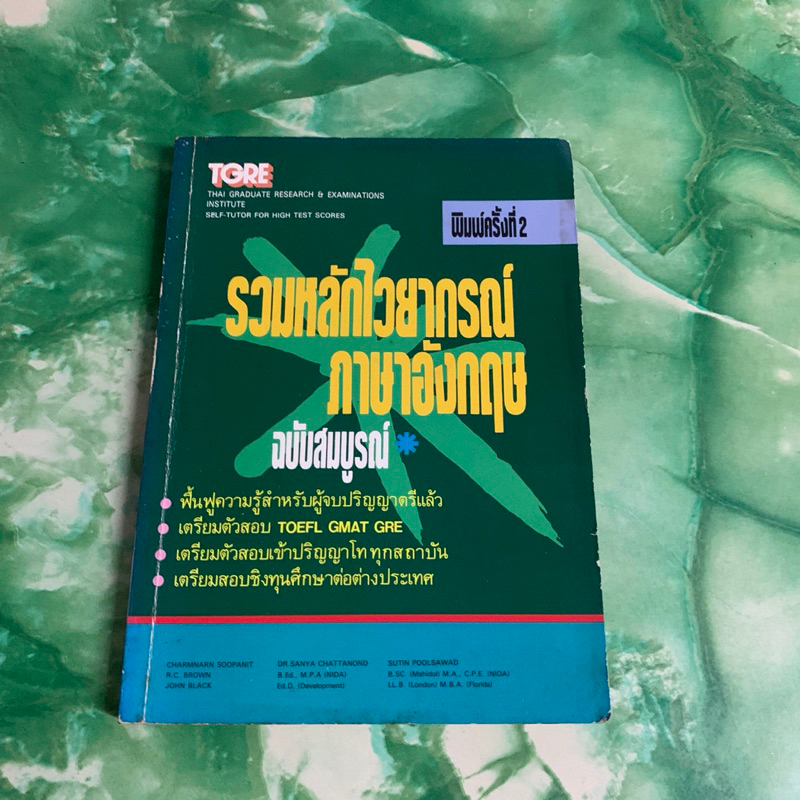 TGRE
THAI GRADUATE RESEARCH & EXAMINATIONS
INSTITUTE
SELF-TUTOR FOR HIGH TEST SCORES
พิมพ์ครั้งที่ 2
รวมหลักไวยากรณ์
ภาษาอังกฤษ
ฉบับสมบูรณ์ *
• ฟื้นฟูความรู้สำหรับผู้จบปริญญาตรีแล้ว
• เตรียมตัวสอบ TOEFL GMAT GRE
• เตรียมตัวสอบเข้าปริญญาโท ทุกสถาบัน
• เตรียมสอบชิงทุนศึกษาต่อต่างประเทศ
CHARMNARN SOOPANIT
R.C. BROWN
JOHN BLACK
DR. SANYA CHATTANOND
B.Ed., M.P.A (NIDA)
Ed.D. (Development)
SUTIN POOLSAWAD
B.SC. (Mahidol) M.A., C.P.E. (NIDA)
LL.B. (London) M.B.A. (Florida)